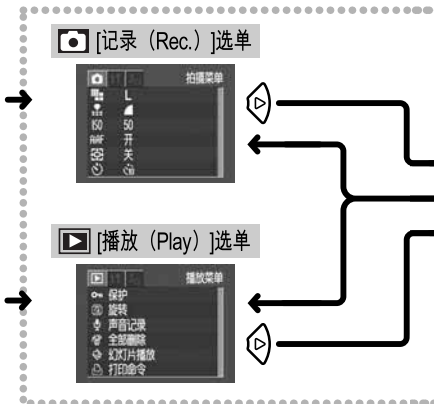 [记录（Rec.）]选单
拍摄菜单
L
ISO 50
AiAF 开
关
[播放（Play）]选单
播放菜单
保护
旋转
声音记录
全部删除
幻灯片播放
打印命令